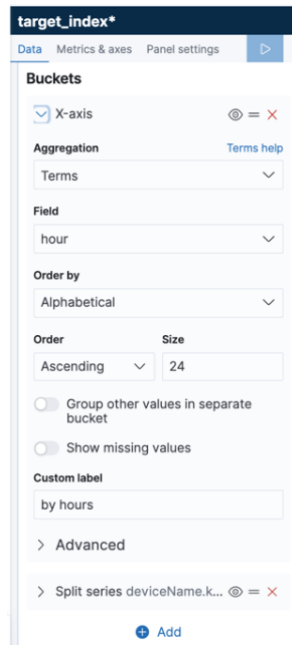 target_index*
Data Metrics & axes Panel settings
Buckets
X-axis
Aggregation Terms help
Terms
Field
hour
Order by
Alphabetical
Order Size
Ascending 24
Group other values in separate
bucket
Show missing values
Custom label
by hours
Advanced
Split series deviceName.k...
Add